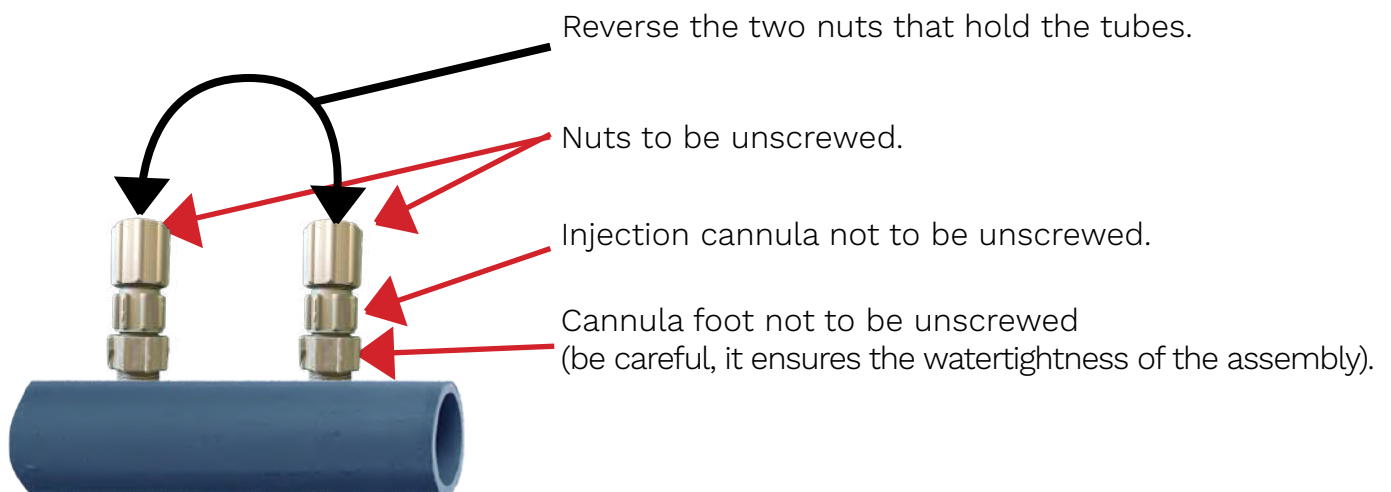 Reverse the two nuts that hold the tubes.
Nuts to be unscrewed.
Injection cannula not to be unscrewed.
Cannula foot not to be unscrewed
(be careful, it ensures the watertightness of the assembly).